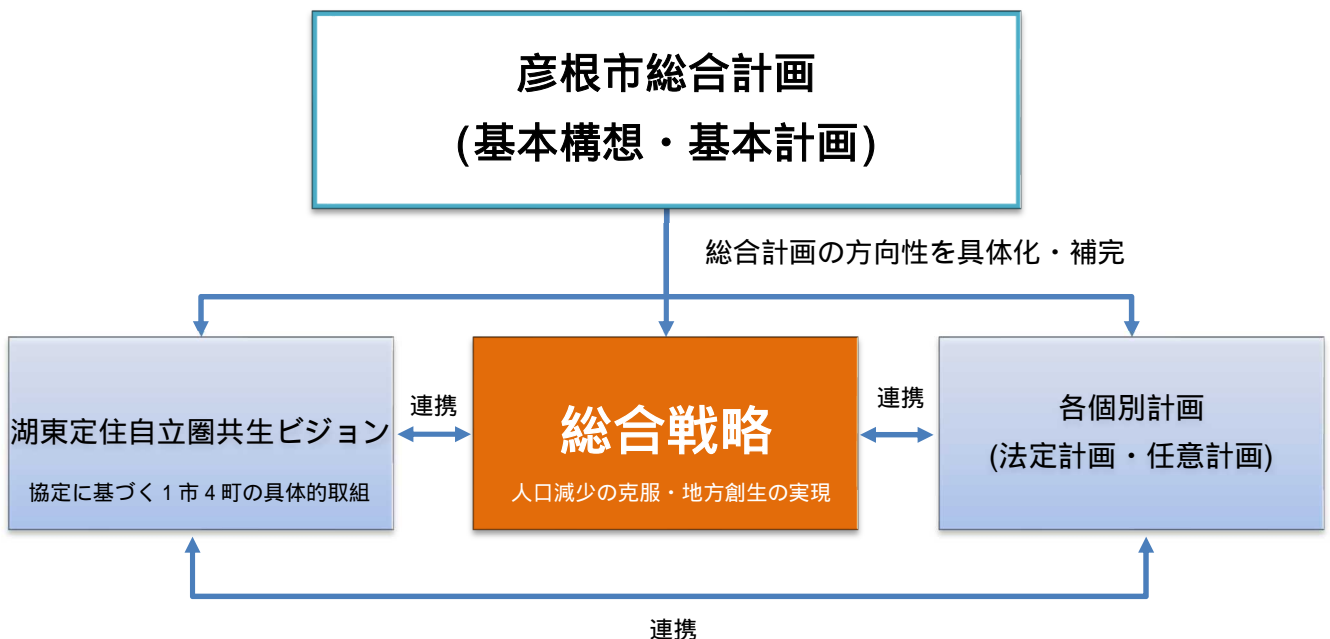 彦根市総合計画
(基本構想・基本計画)
総合計画の方向性を具体化・補完
湖東定住自立圏共生ビジョン
協定に基づく1市4町の具体的取組
連携
総合戦略
人口減少の克服・地方創生の実現
連携
各個別計画
(法定計画・任意計画)
連携